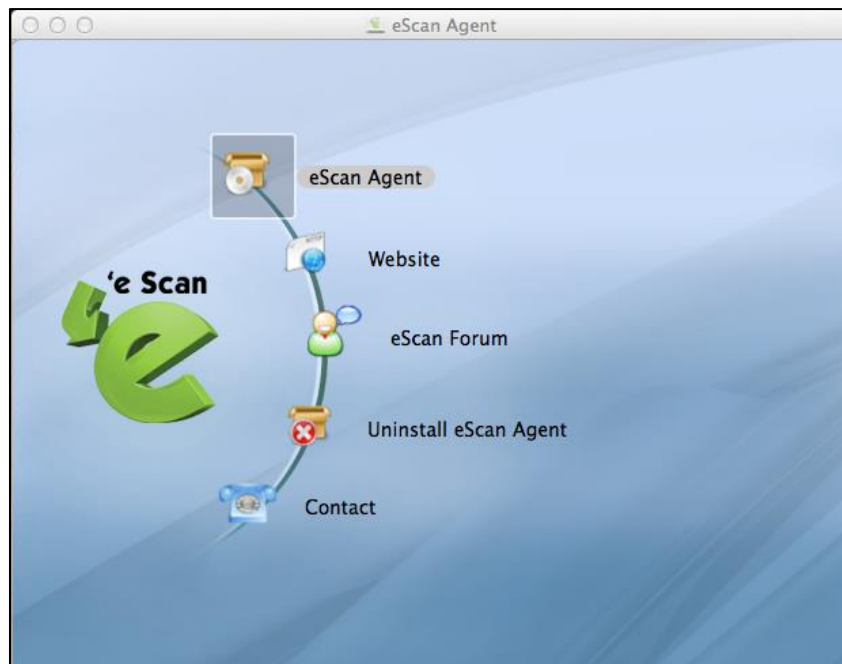 eScan Agent
eScan Agent
Website
‘e Scan
eScan Forum
Uninstall eScan Agent
Contact